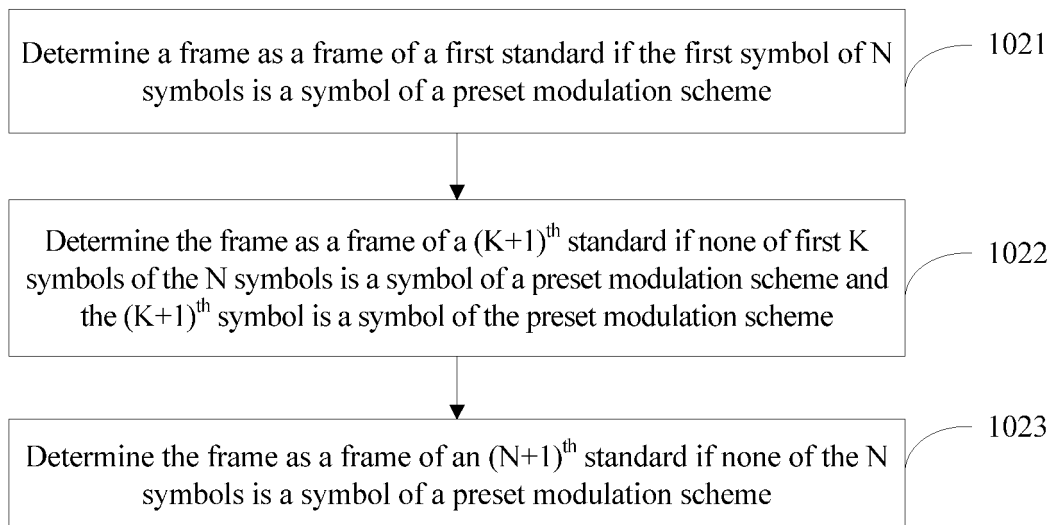 Determine a frame as a frame of a first standard if the first symbol of N
symbols is a symbol of a preset modulation scheme
1021
Determine the frame as a frame of a (K+1)th standard if none of first K
symbols of the N symbols is a symbol of a preset modulation scheme and
the (K+1)th symbol is a symbol of the preset modulation scheme
1022
Determine the frame as a frame of an (N+1)th standard if none of the N
symbols is a symbol of a preset modulation scheme
1023